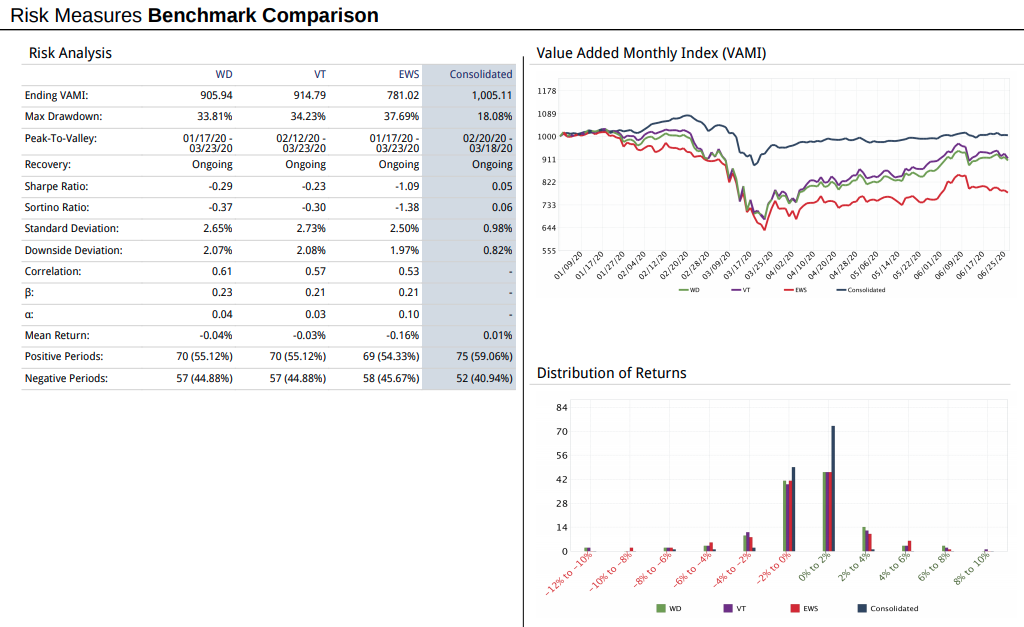 Risk Measures Benchmark Comparison
Risk Analysis
WD VT EWS Consolidated
Ending VAMI: 905.94 914.79 781.02 1,005.11
Max Drawdown: 33.81% 34.23% 37.69% 18.08%
Peak-To-Valley: 01/17/20 - 02/12/20 - 01/17/20 - 02/20/20 -
03/23/20 03/23/20 03/23/20 03/18/20
Recovery: Ongoing Ongoing Ongoing Ongoing
Sharpe Ratio: -0.29 -0.23 -1.09 0.05
Sortino Ratio: -0.37 -0.30 -1.38 0.06
Standard Deviation: 2.65% 2.73% 2.50% 0.98%
Downside Deviation: 2.07% 2.08% 1.97% 0.82%
Correlation: 0.61 0.57 0.53 -
β: 0.23 0.21 0.21 -
α: 0.04 0.03 0.10 -
Mean Return: -0.04% -0.03% -0.16% 0.01%
Positive Periods: 70 (55.12%) 70 (55.12%) 69 (54.33%) 75 (59.06%)
Negative Periods: 57 (44.88%) 57 (44.88%) 58 (45.67%) 52 (40.94%)
Value Added Monthly Index (VAMI)
1178
1089
1000
911
822
733
644
555
01/09/20 01/17/20 01/27/20 02/04/20 02/12/20 02/20/20 02/28/20 03/09/20 03/17/20 03/25/20 04/02/20 04/10/20 04/20/20 04/28/20 05/06/20 05/14/20 05/22/20 06/01/20 06/09/20 06/17/20 06/25/20
WD VT EWS Consolidated
Distribution of Returns
84
70
56
42
28
14
0
−12% to −10% −10% to −8% −8% to −6% −6% to −4% −4% to −2% −2% to 0% 0% to 2% 2% to 4% 4% to 6% 6% to 8% 8% to 10%
WD VT EWS Consolidated